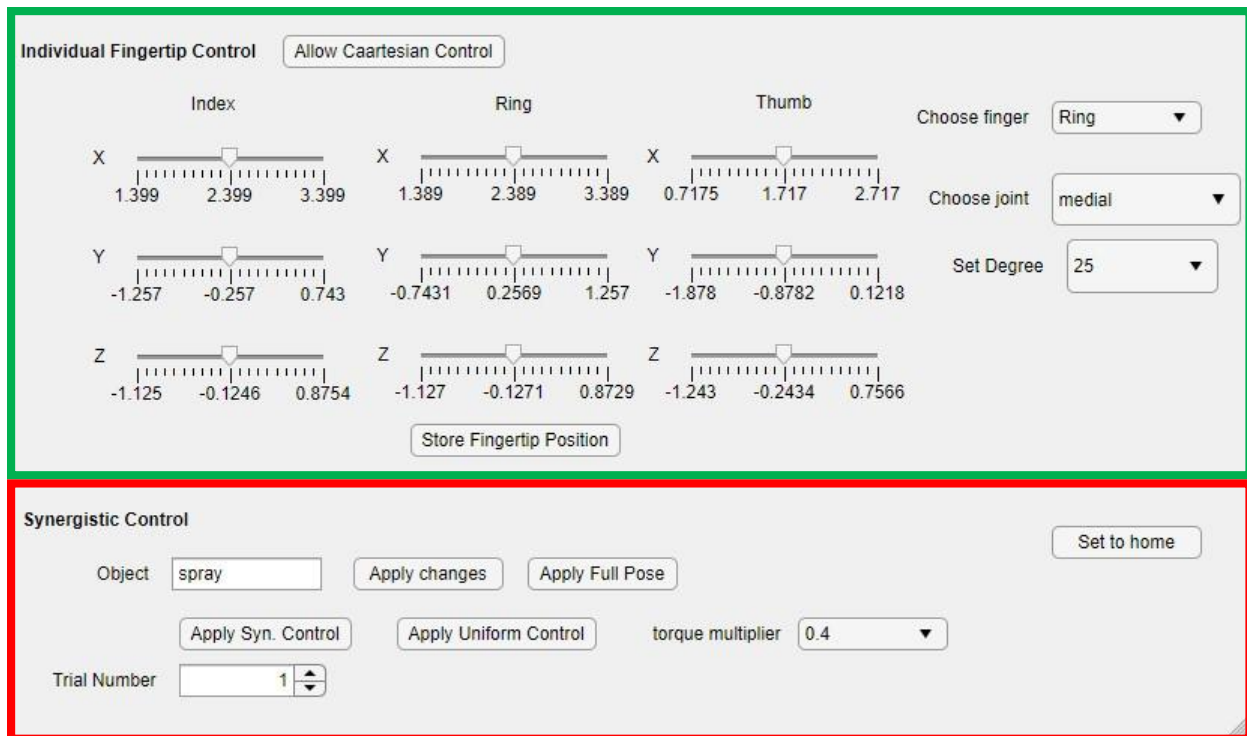 Individual Fingertip Control Allow Caartesian Control
Index Ring Thumb
Choose finger Ring
X X X
1.399 2.399 3.399 1.389 2.389 3.389 0.7175 1.717 2.717
Choose joint medial
Y Y Y
Set Degree 25
-1.257 -0.257 0.743 -0.7431 0.2569 1.257 -1.878 -0.8782 0.1218
Z Z Z
-1.125 -0.1246 0.8754 -1.127 -0.1271 0.8729 -1.243 -0.2434 0.7566
Store Fingertip Position
Synergistic Control
Set to home
Object spray Apply changes Apply Full Pose
Apply Syn. Control Apply Uniform Control torque multiplier 0.4
Trial Number 1